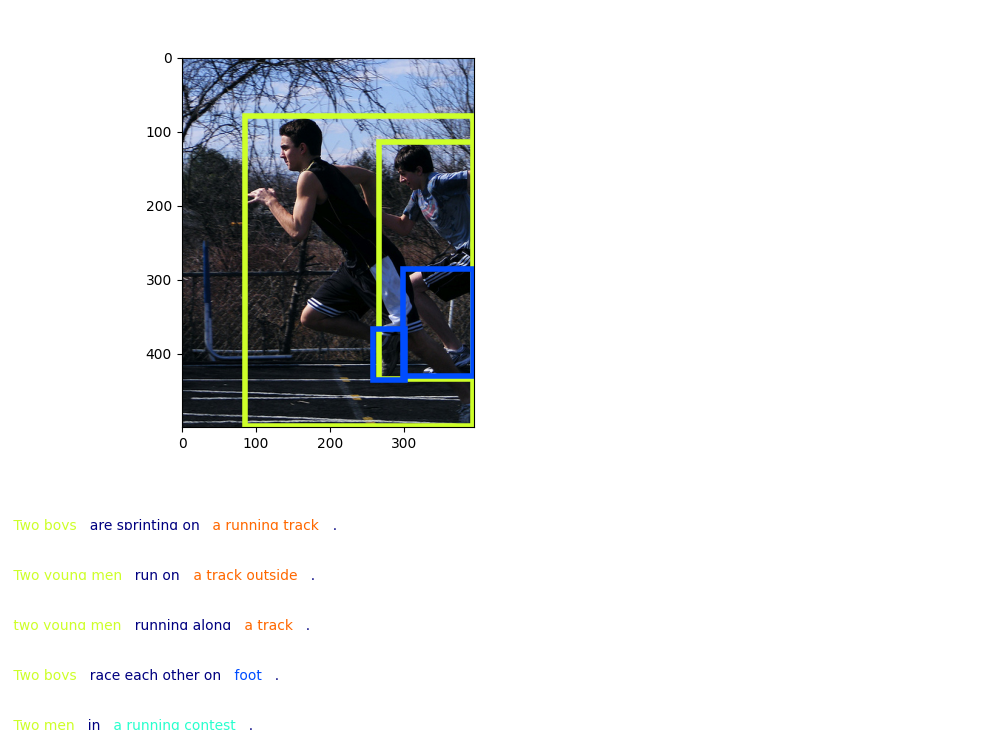 0
100
200
300
400
0 100 200 300
Two boys are sprinting on a running track .
Two young men run on a track outside .
two young men running along a track .
Two boys race each other on foot .
Two men in a running contest .